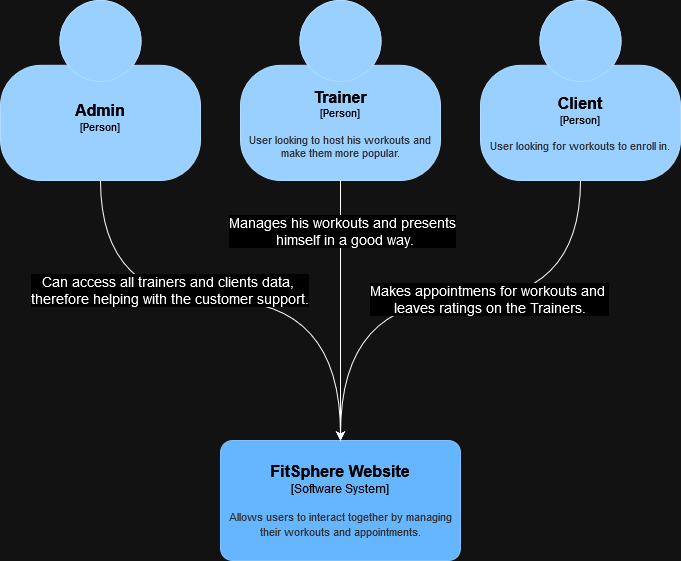 Admin
[Person]
Trainer
[Person]
User looking to host his workouts and
make them more popular.
Client
[Person]
User looking for workouts to enroll in.
Manages his workouts and presents
himself in a good way.
Can access all trainers and clients data,
therefore helping with the customer support.
Makes appointmens for workouts and
leaves ratings on the Trainers.
FitSphere Website
[Software System]
Allows users to interact together by managing
their workouts and appointments.